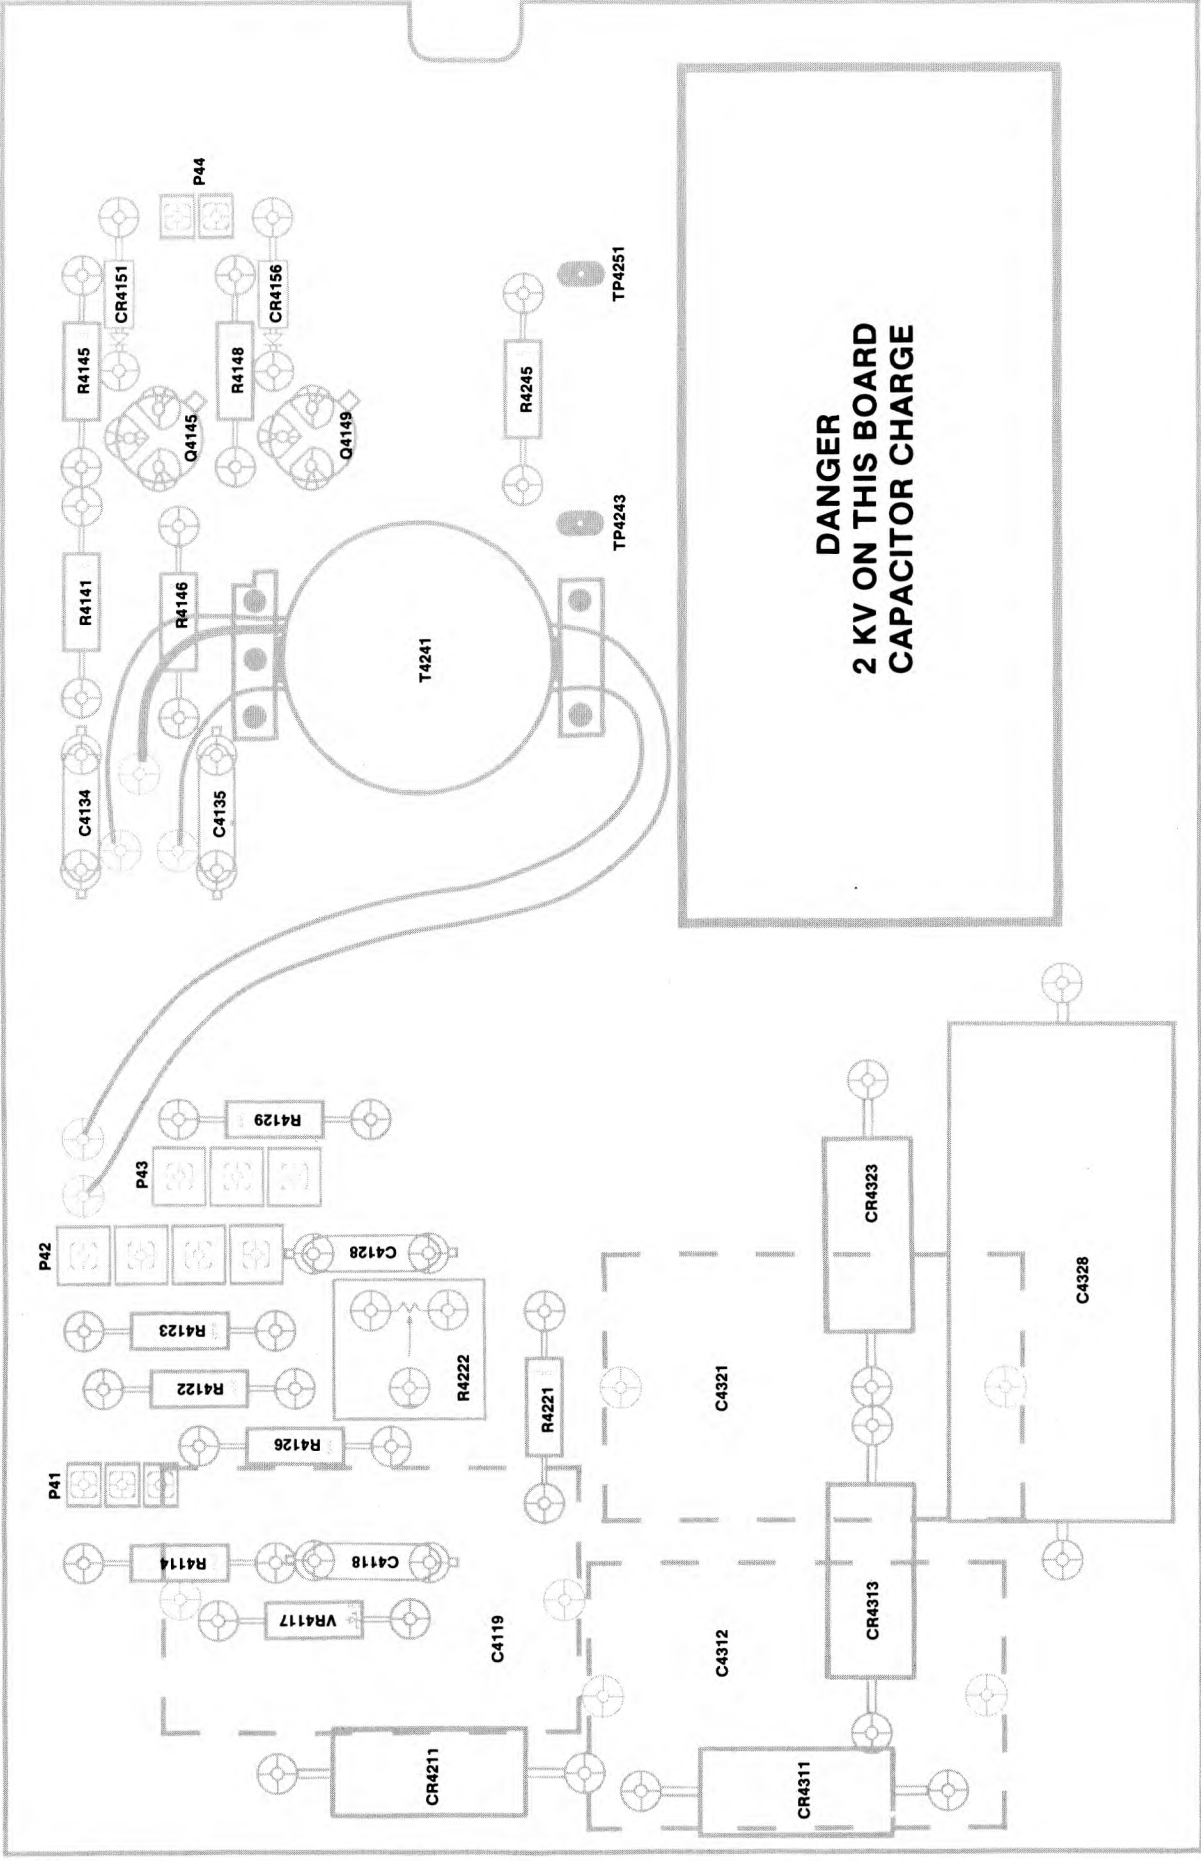 P44
CR4151
CR4156
R4145
R4148
Q4145
Q4149
TP4251
R4245
TP4243
R4141
R4146
T4241
C4134
C4135
DANGER
2 KV ON THIS BOARD
CAPACITOR CHARGE
R4129
P43
P42
C4128
R4123
R4122
R4222
R4126
R4221
P41
R4114
C4118
VR4117
C4119
CR4211
CR4323
C4328
C4321
CR4313
C4312
CR4311